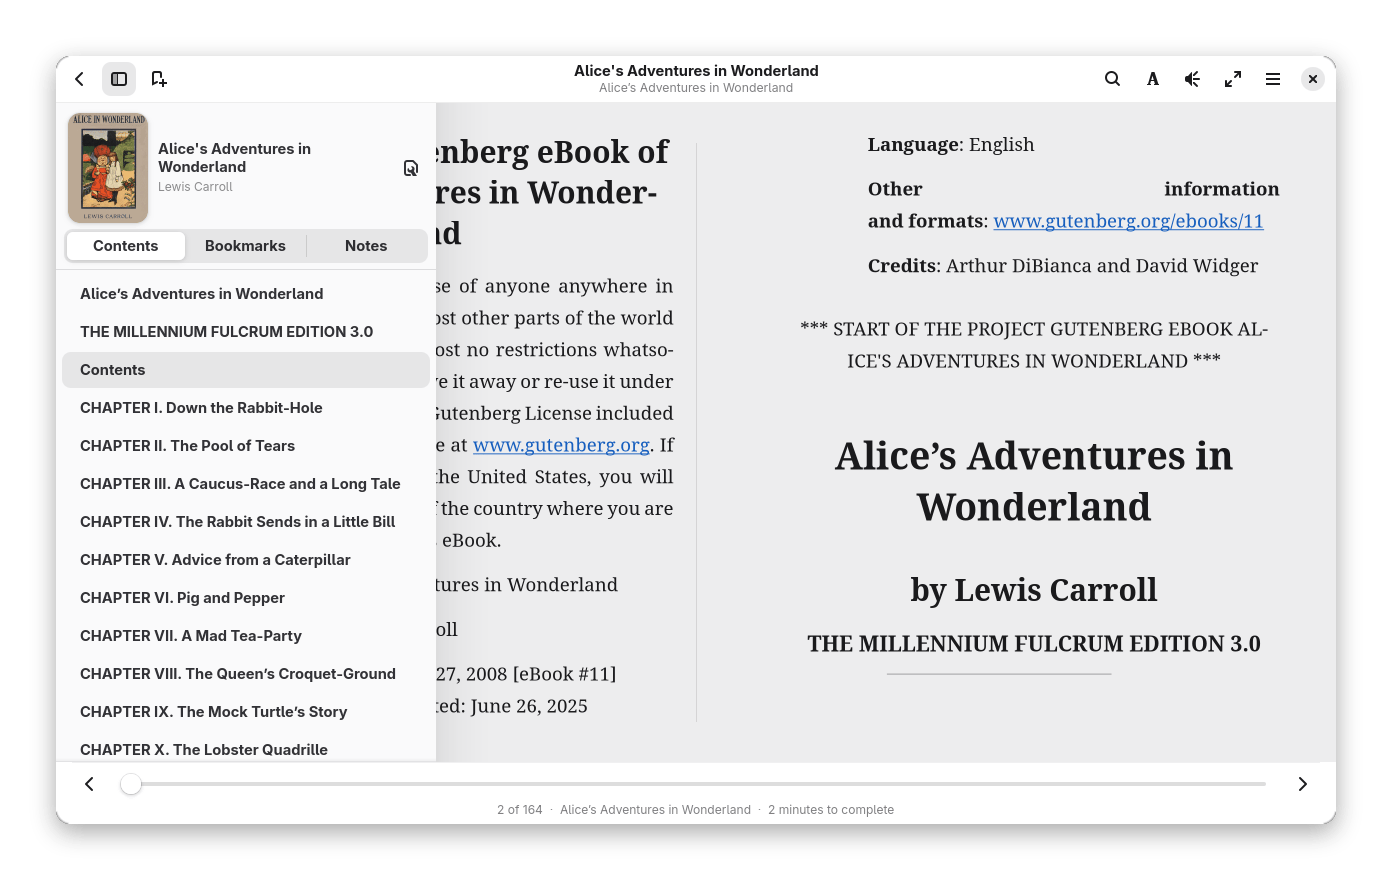 Alice's Adventures in Wonderland
Alice’s Adventures in Wonderland
ALICE IN WONDERLAND
LEWIS CARROLL
Alice's Adventures in
Wonderland
Lewis Carroll
Contents
Bookmarks
Notes
Alice’s Adventures in Wonderland
THE MILLENNIUM FULCRUM EDITION 3.0
Contents
CHAPTER I. Down the Rabbit-Hole
CHAPTER II. The Pool of Tears
CHAPTER III. A Caucus-Race and a Long Tale
CHAPTER IV. The Rabbit Sends in a Little Bill
CHAPTER V. Advice from a Caterpillar
CHAPTER VI. Pig and Pepper
CHAPTER VII. A Mad Tea-Party
CHAPTER VIII. The Queen’s Croquet-Ground
CHAPTER IX. The Mock Turtle’s Story
CHAPTER X. The Lobster Quadrille
enberg eBook of
res in Wonder-
nd
se of anyone anywhere in
ost other parts of the world
ost no restrictions whatso-
e it away or re-use it under
Gutenberg License included
e at www.gutenberg.org. If
the United States, you will
the country where you are
eBook.
tures in Wonderland
oll
27, 2008 [eBook #11]
ted: June 26, 2025
Language: English
Other information
and formats: www.gutenberg.org/ebooks/11
Credits: Arthur DiBianca and David Widger
*** START OF THE PROJECT GUTENBERG EBOOK AL-
ICE'S ADVENTURES IN WONDERLAND ***
Alice’s Adventures in
Wonderland
by Lewis Carroll
THE MILLENNIUM FULCRUM EDITION 3.0
2 of 164 · Alice’s Adventures in Wonderland · 2 minutes to complete